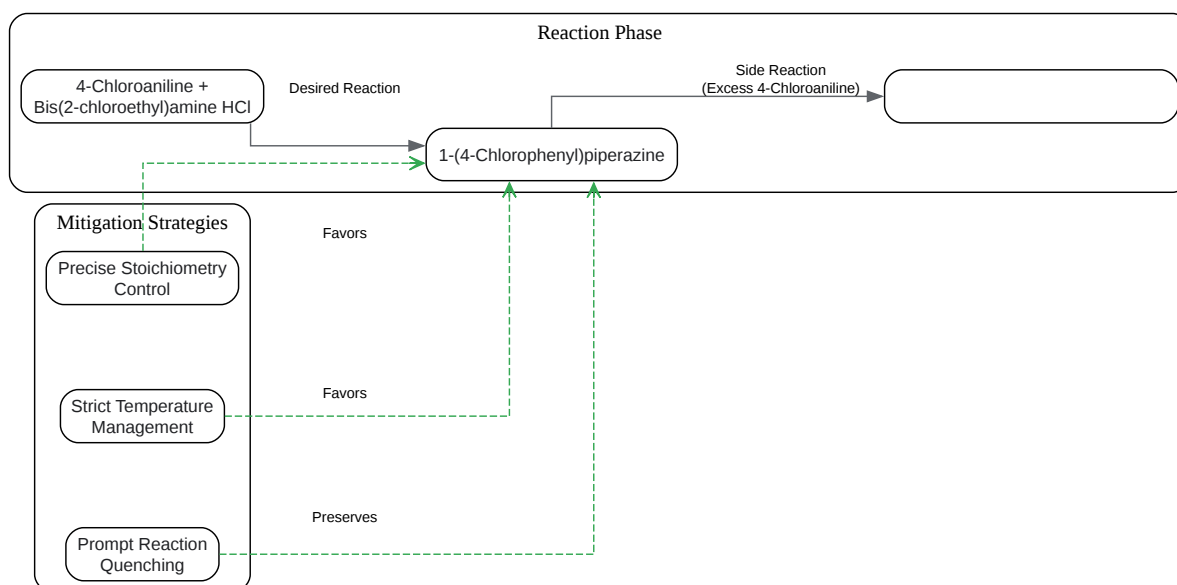 Reaction Phase
4-Chloroaniline +
Bis(2-chloroethyl)amine HCl
Desired Reaction
Side Reaction
(Excess 4-Chloroaniline)
1-(4-Chlorophenyl)piperazine
Mitigation Strategies
Precise Stoichiometry
Control
Favors
Strict Temperature
Management
Favors
Prompt Reaction
Quenching
Preserves